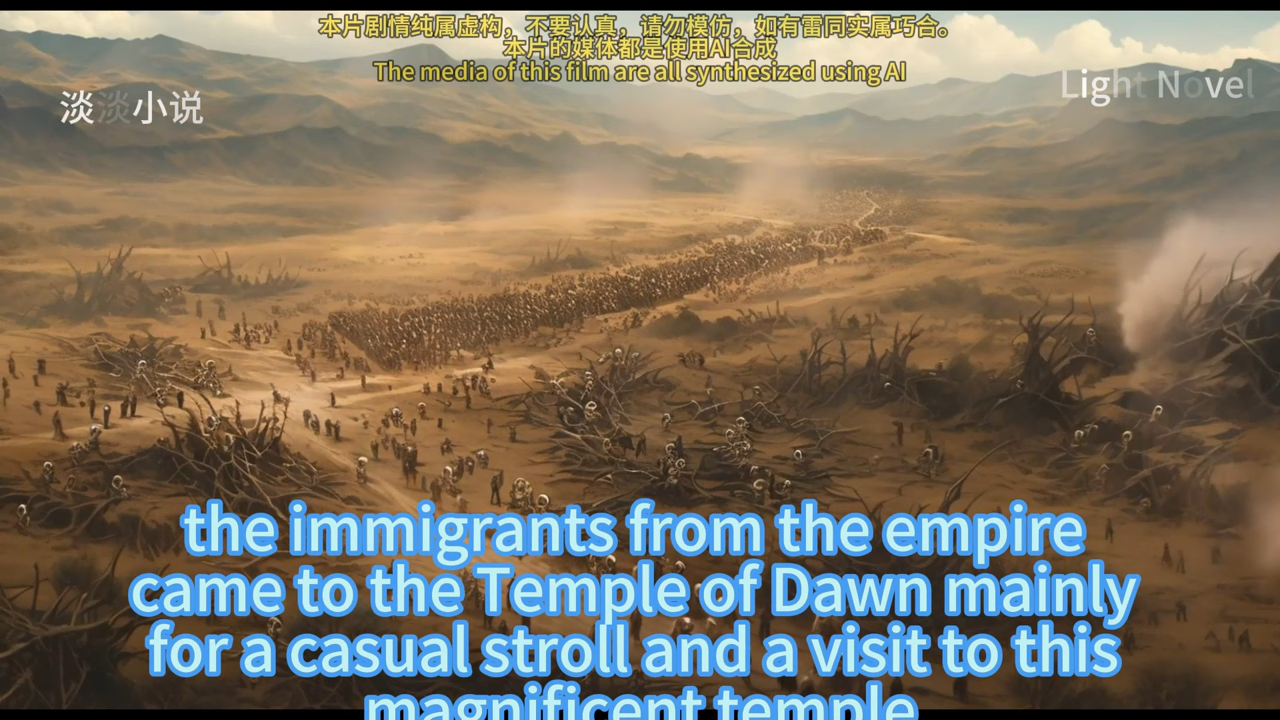 本片剧情纯属虚构，不要认真，请勿模仿，如有雷同实属巧合。
本片的媒体都是使用AI合成
The media of this film are all synthesized using AI
淡淡小说
Light Novel
the immigrants from the empire
came to the Temple of Dawn mainly
for a casual stroll and a visit to this
magnificent temple